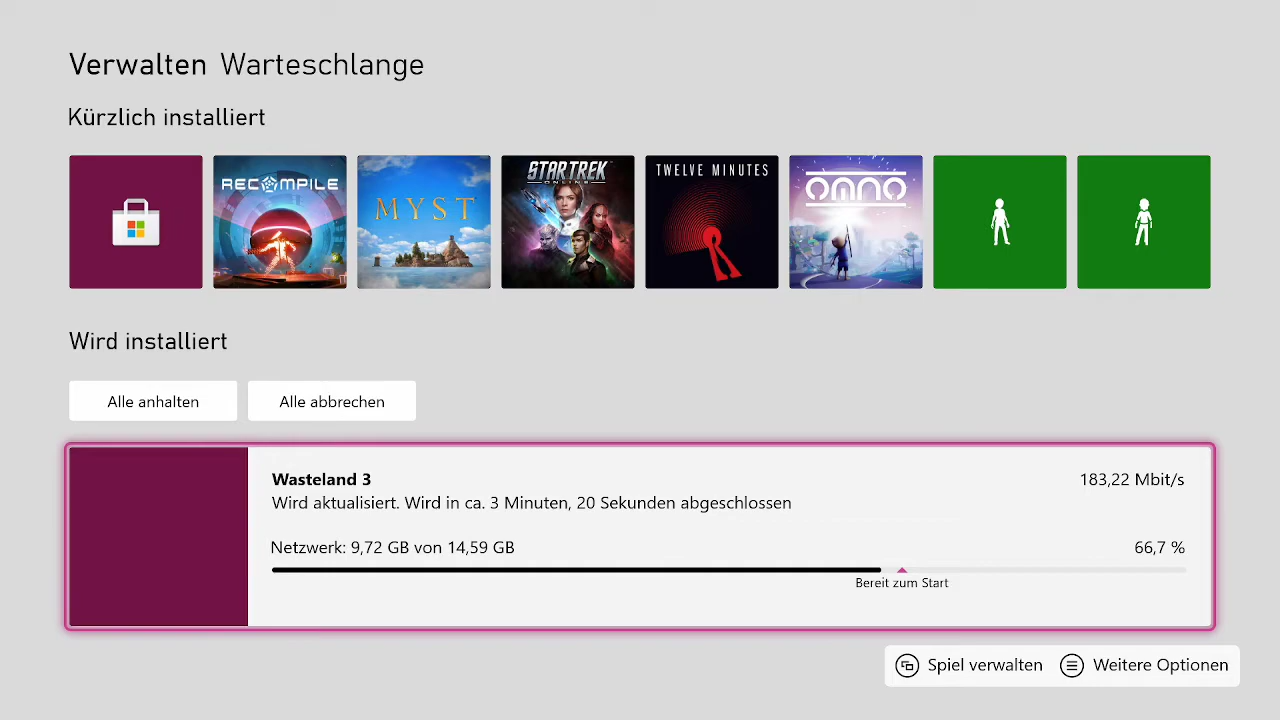 Verwalten Warteschlange
Kürzlich installiert
RECOMPILE
MYST
STAR TREK
ONLINE
TWELVE MINUTES
OMNO
Wird installiert
Alle anhalten
Alle abbrechen
Wasteland 3
183,22 Mbit/s
Wird aktualisiert. Wird in ca. 3 Minuten, 20 Sekunden abgeschlossen
Netzwerk: 9,72 GB von 14,59 GB
66,7 %
Bereit zum Start
Spiel verwalten
Weitere Optionen